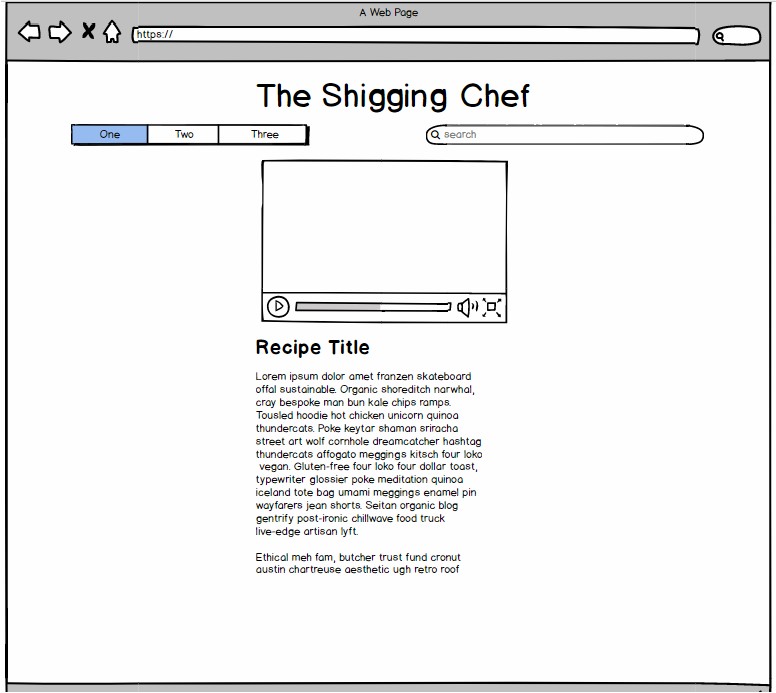 A Web Page
https://
The Shigging Chef
One Two Three
search
Recipe Title
Lorem ipsum dolor amet franzen skateboard
offal sustainable. Organic shoreditch narwhal,
cray bespoke man bun kale chips ramps.
Tousled hoodie hot chicken unicorn quinoa
thundercats. Poke keytar shaman sriracha
street art wolf cornhole dreamcatcher hashtag
thundercats affogato meggings kitsch four loko
vegan. Gluten-free four loko four dollar toast,
typewriter glossier poke meditation quinoa
iceland tote bag umami meggings enamel pin
wayfarers jean shorts. Seitan organic blog
gentrify post-ironic chillwave food truck
live-edge artisan lyft.
Ethical meh fam, butcher trust fund cronut
austin chartreuse aesthetic ugh retro roof